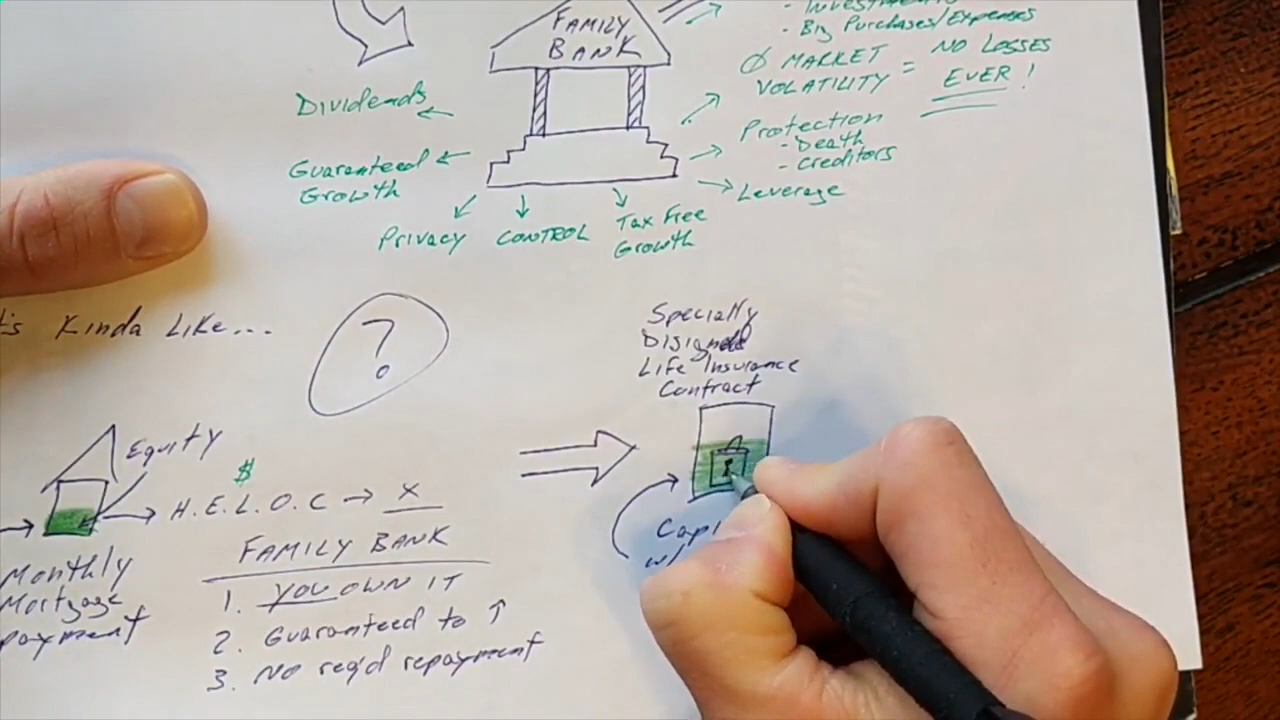 FAMILY
BANK
- Investments
- Big Purchases/Expenses
Ø MARKET
VOLATILITY = NO LOSSES
EVER!
Protection
- Death
- Creditors
Leverage
Dividends
Guaranteed
Growth
Privacy
CONTROL
Tax Free
Growth
Kinda Like...
?
Equity
$
H.E.L.O.C → X
Monthly
Mortgage
payment
FAMILY BANK
1. YOU OWN IT
2. Guaranteed to ↑
3. No req'd repayment
Specially
Disigned
Life Insurance
Contract
w/